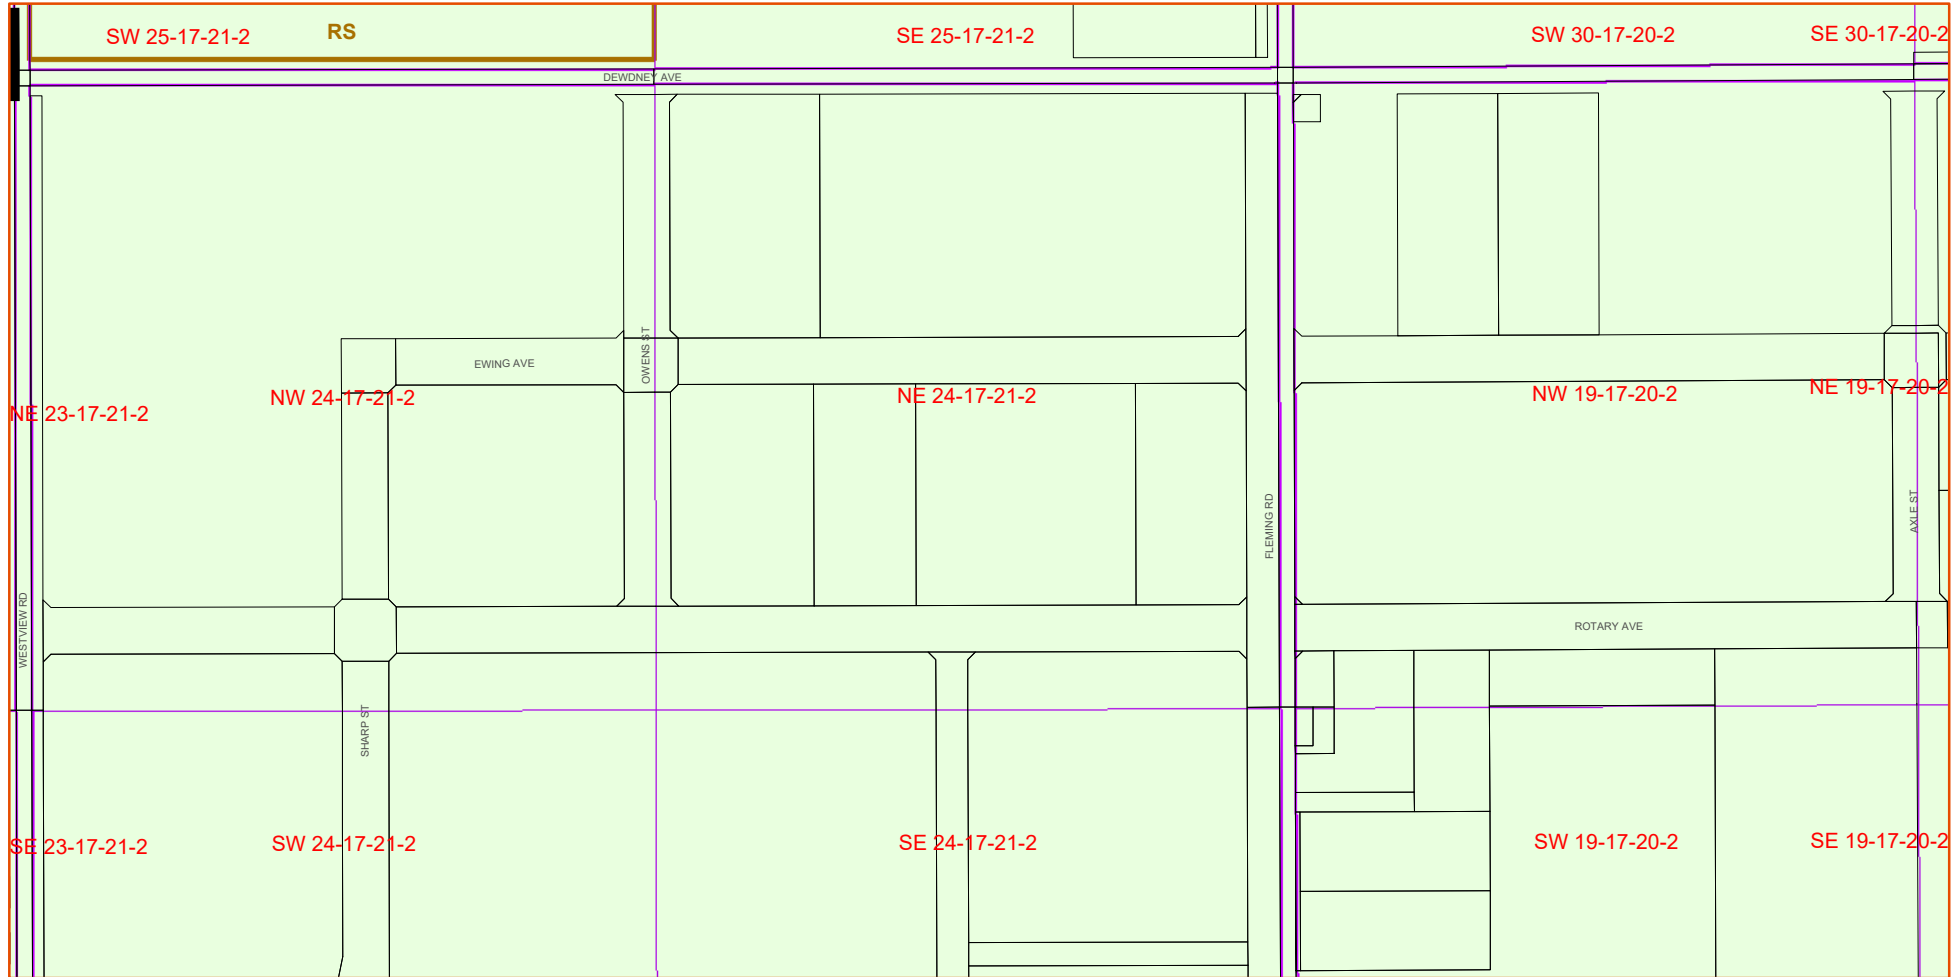 SW 25-17-21-2
RS
SE 25-17-21-2
SW 30-17-20-2
SE 30-17-20-2
DEWDNEY AVE
EWING AVE
OWENS ST
NE 23-17-21-2
NW 24-17-21-2
NE 24-17-21-2
NW 19-17-20-2
NE 19-17-20-2
FLEMING RD
AXLE ST
WESTVIEW RD
ROTARY AVE
SHARP ST
SE 23-17-21-2
SW 24-17-21-2
SE 24-17-21-2
SW 19-17-20-2
SE 19-17-20-2